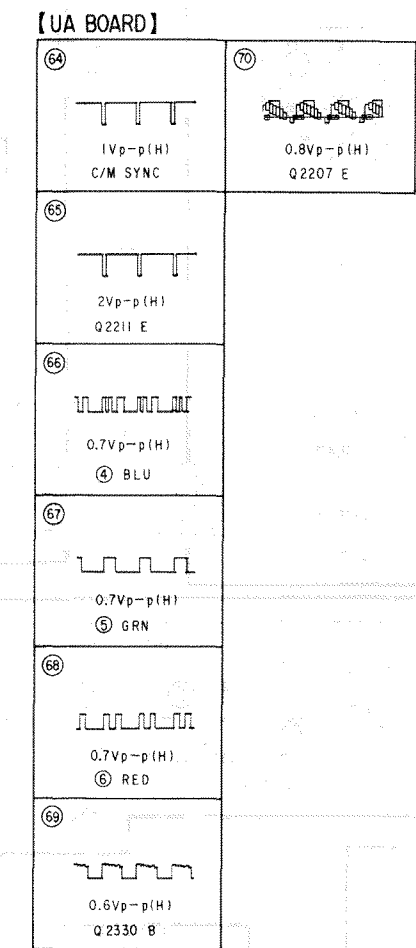 【UA BOARD】
64
1Vp-p(H)
C/M SYNC
70
0.8Vp-p(H)
Q2207 E
65
2Vp-p(H)
Q2211 E
66
0.7Vp-p(H)
④ BLU
67
0.7Vp-p(H)
⑤ GRN
68
0.7Vp-p(H)
⑥ RED
69
0.6Vp-p(H)
Q2330 B